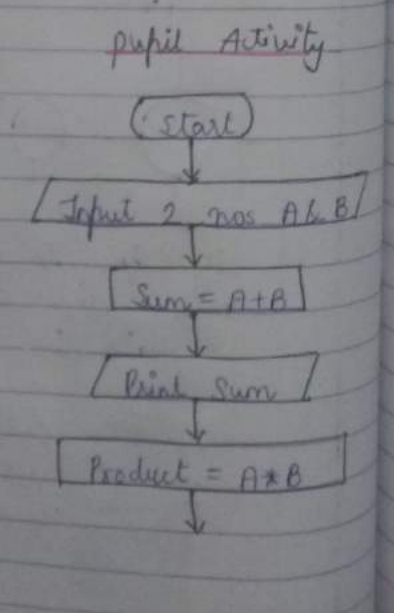 pupil Activity
Start
Input 2 nos A & B
Sum = A+B
Print Sum
Product = A*B